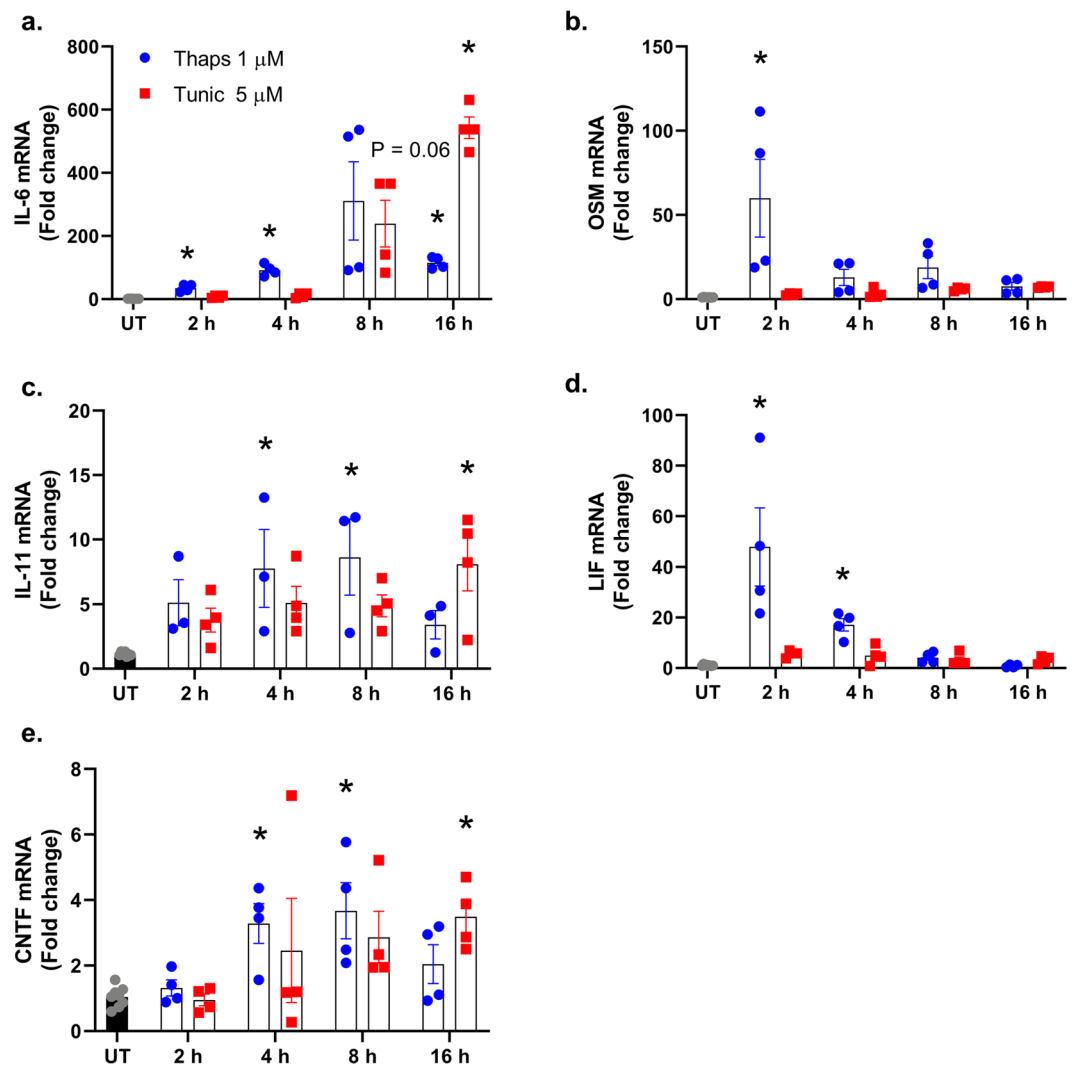 a.
800
600
400
200
0
IL-6 mRNA
(Fold change)
Thaps 1 μM
Tunic 5 μM
*
*
*
P = 0.06
*
UT 2 h 4 h 8 h 16 h
b.
150
100
50
0
OSM mRNA
(Fold change)
*
UT 2 h 4 h 8 h 16 h
c.
20
15
10
5
0
IL-11 mRNA
(Fold change)
*
*
*
UT 2 h 4 h 8 h 16 h
d.
100
80
60
40
20
0
LIF mRNA
(Fold change)
*
*
UT 2 h 4 h 8 h 16 h
e.
8
6
4
2
0
CNTF mRNA
(Fold change)
*
*
*
UT 2 h 4 h 8 h 16 h